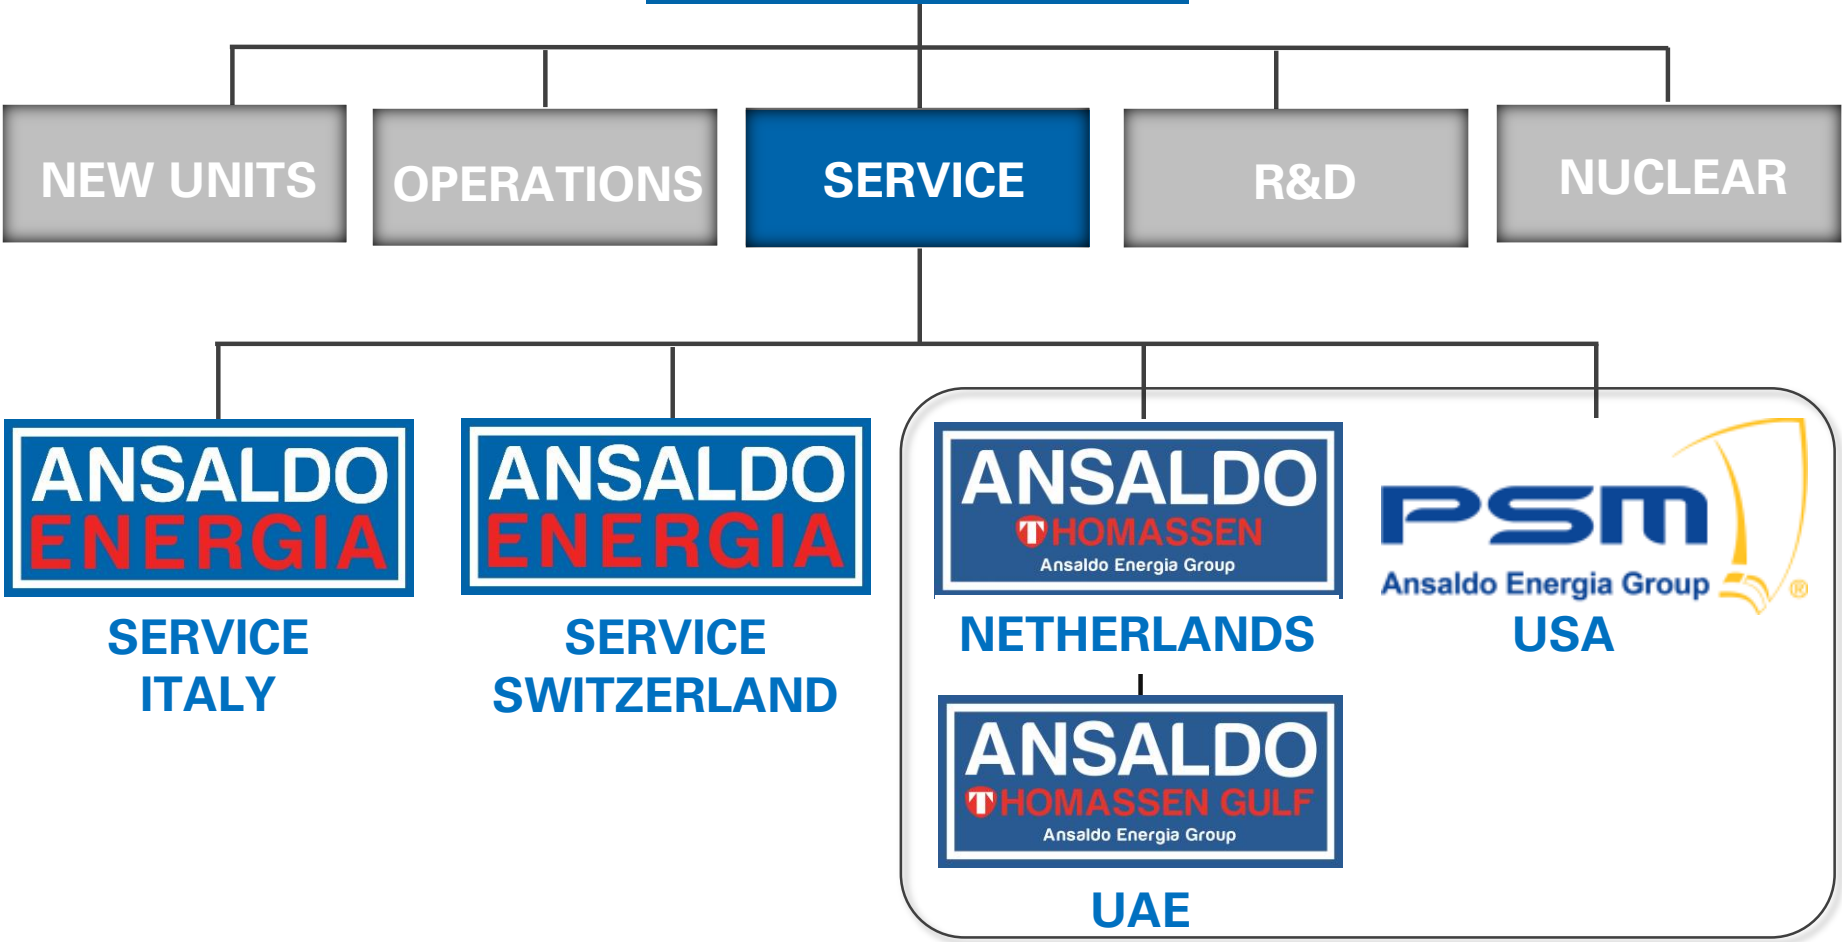 NEW UNITS
OPERATIONS
SERVICE
R&D
NUCLEAR
ANSALDO
ENERGIA
SERVICE
ITALY
ANSALDO
ENERGIA
SERVICE
SWITZERLAND
ANSALDO
THOMASSEN
Ansaldo Energia Group
NETHERLANDS
PSM
Ansaldo Energia Group ®
USA
ANSALDO
THOMASSEN GULF
Ansaldo Energia Group
UAE